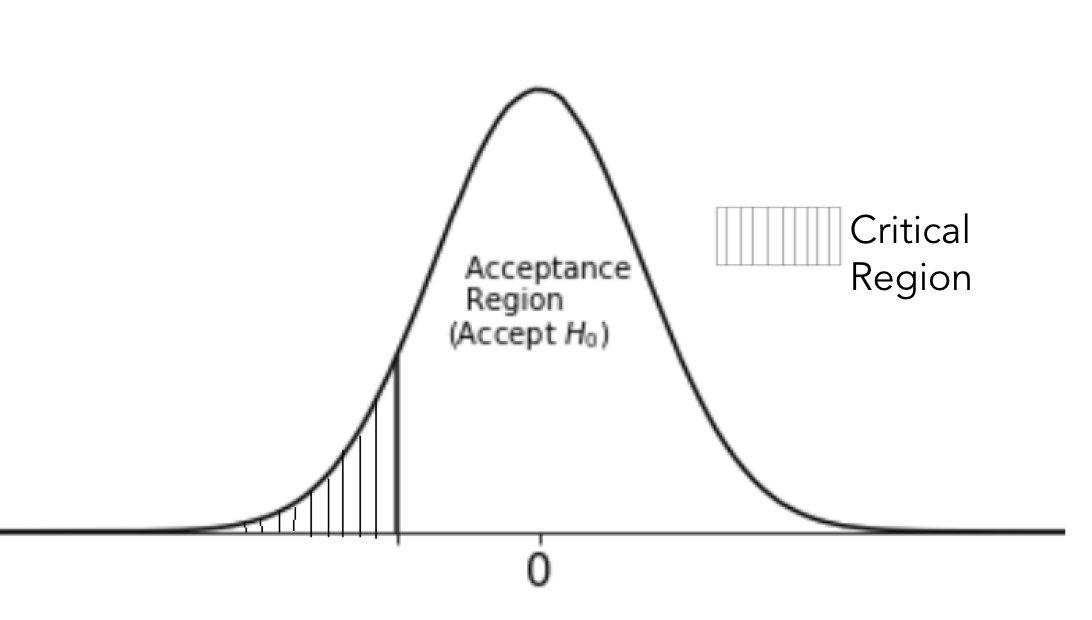 Acceptance
Region
(Accept H₀)
Critical
Region
0